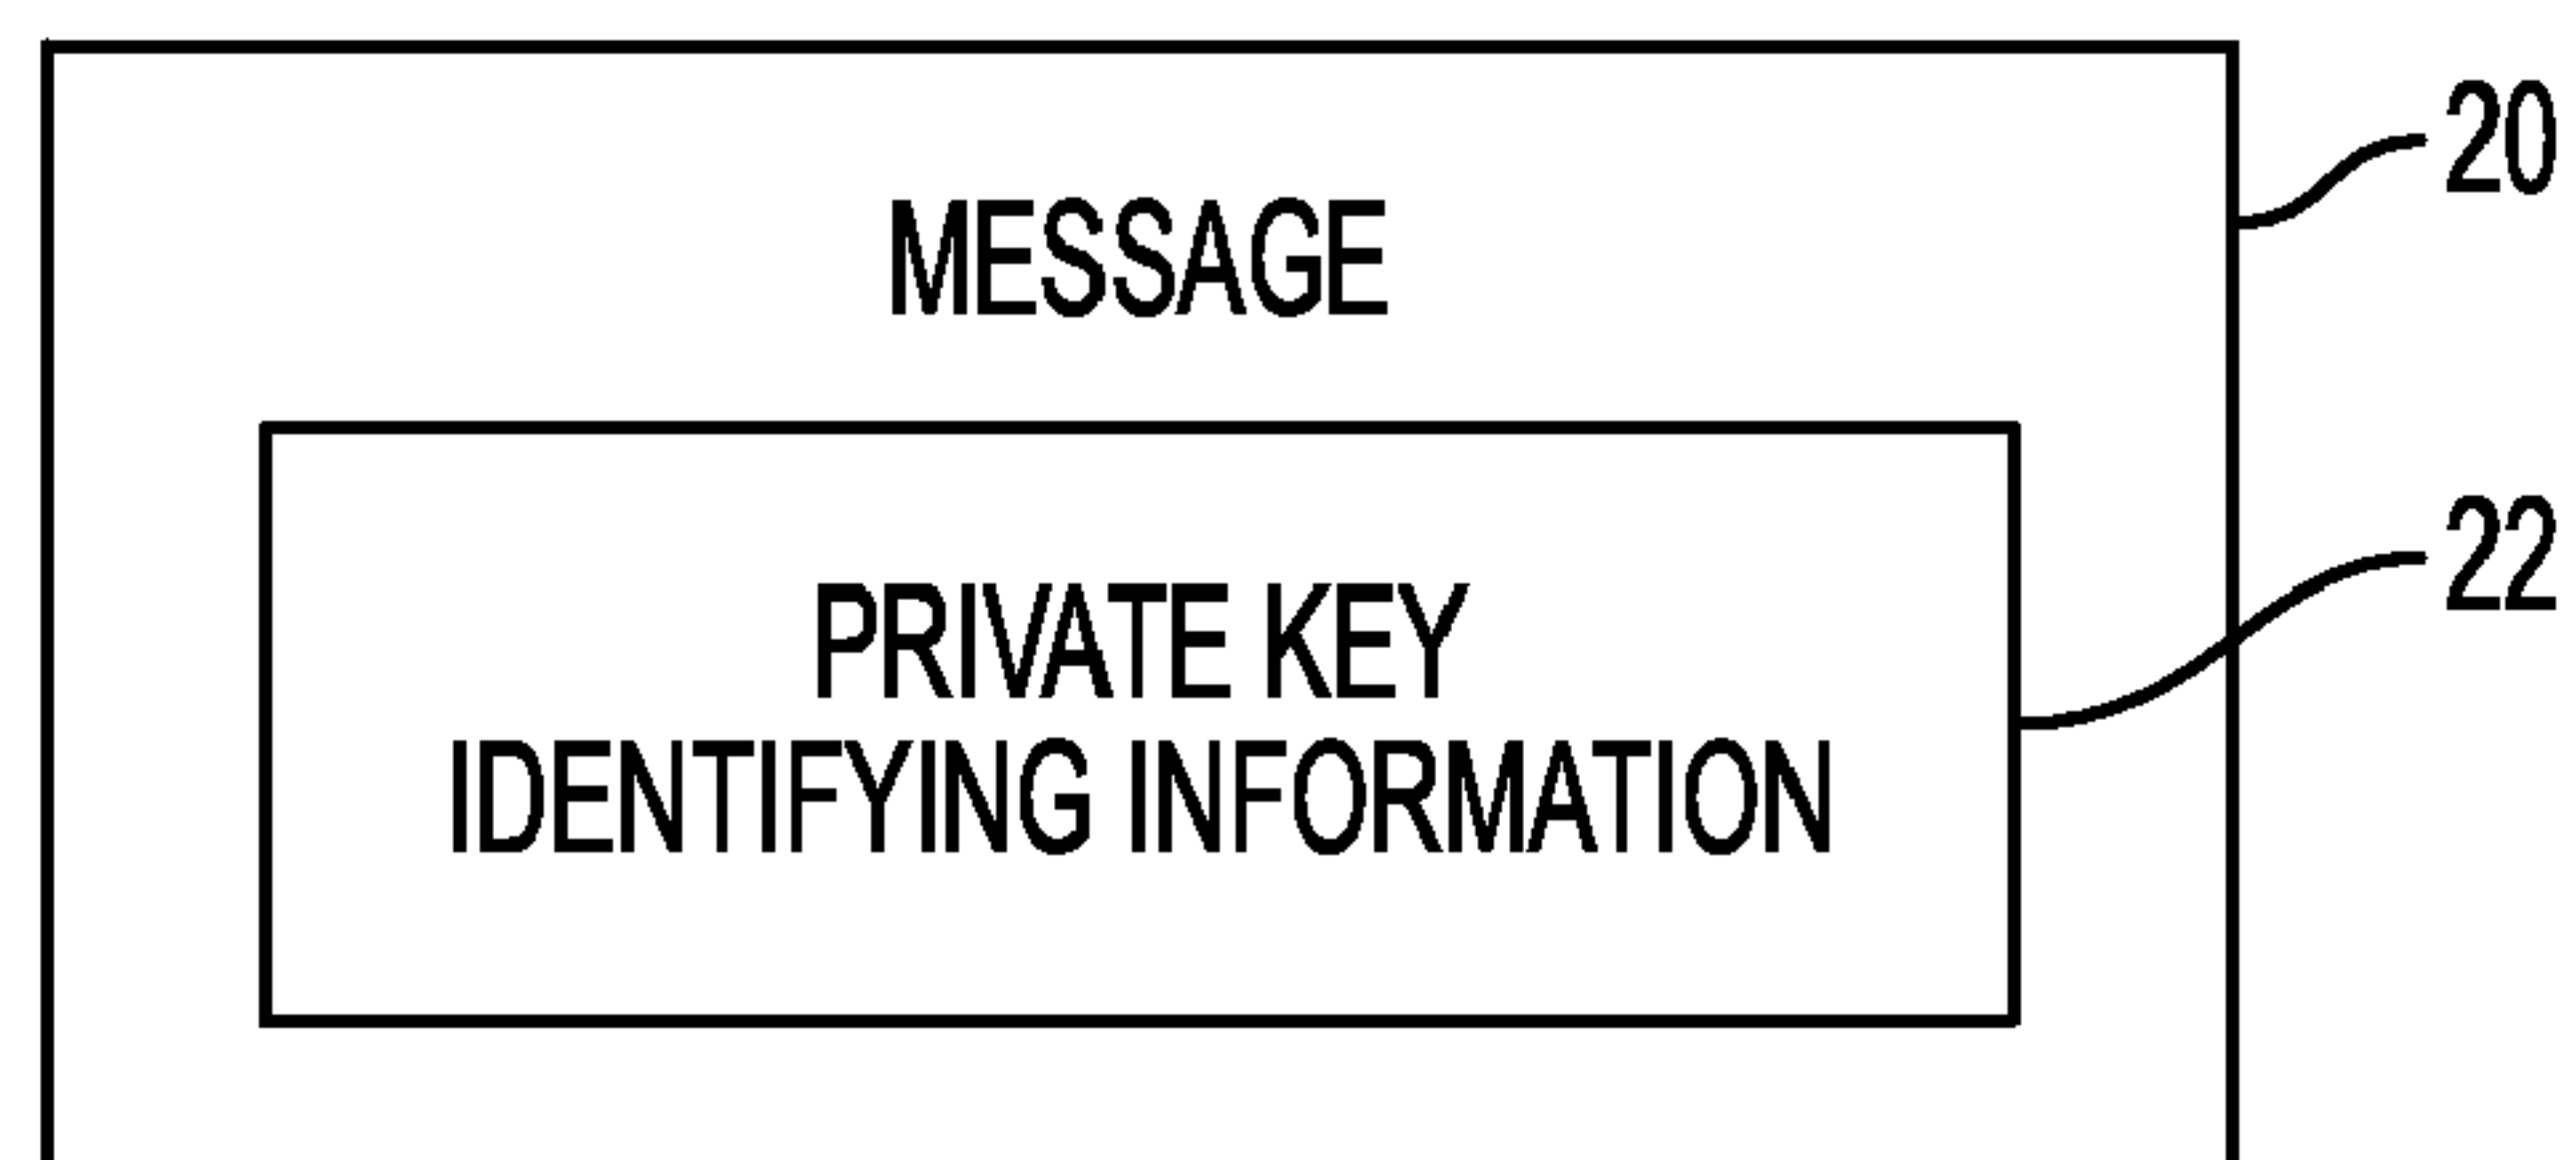 20
MESSAGE
22
PRIVATE KEY
IDENTIFYING INFORMATION